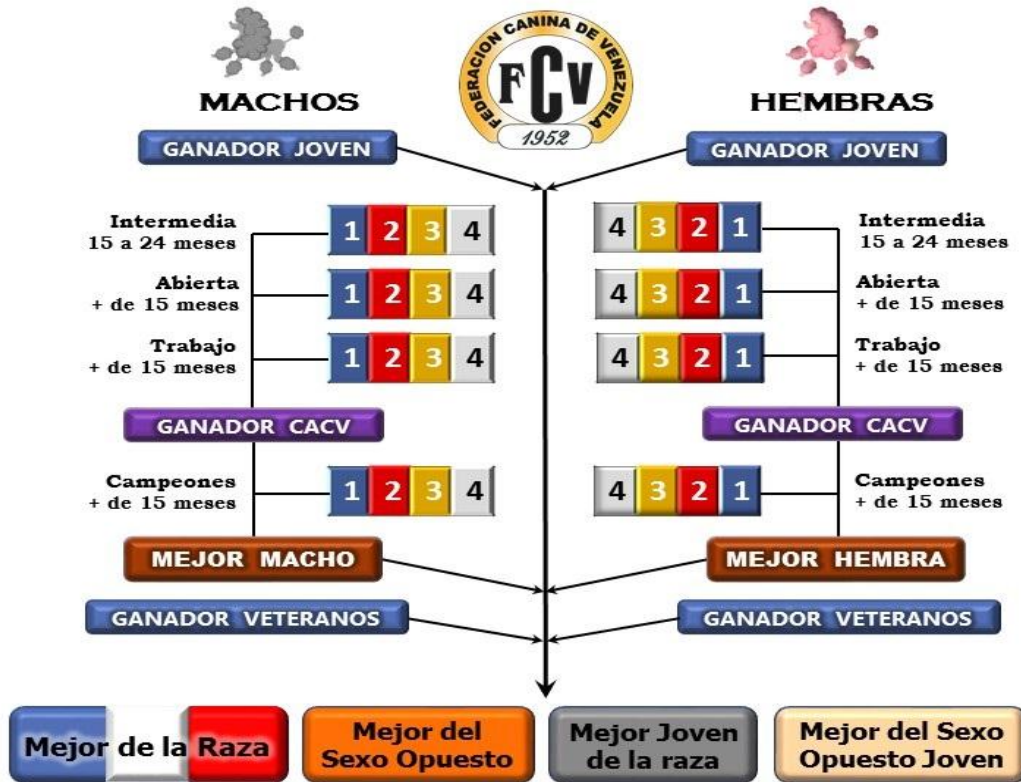 FEDERACION CANINA DE VENEZUELA
FCV
1952
MACHOS
HEMBRAS
GANADOR JOVEN
GANADOR JOVEN
Intermedia
15 a 24 meses
1 2 3 4
4 3 2 1
Intermedia
15 a 24 meses
Abierta
+ de 15 meses
1 2 3 4
4 3 2 1
Abierta
+ de 15 meses
Trabajo
+ de 15 meses
1 2 3 4
4 3 2 1
Trabajo
+ de 15 meses
GANADOR CACV
GANADOR CACV
Campeones
+ de 15 meses
1 2 3 4
4 3 2 1
Campeones
+ de 15 meses
MEJOR MACHO
MEJOR HEMBRA
GANADOR VETERANOS
GANADOR VETERANOS
Mejor de la Raza
Mejor del
Sexo Opuesto
Mejor Joven
de la raza
Mejor del Sexo
Opuesto Joven